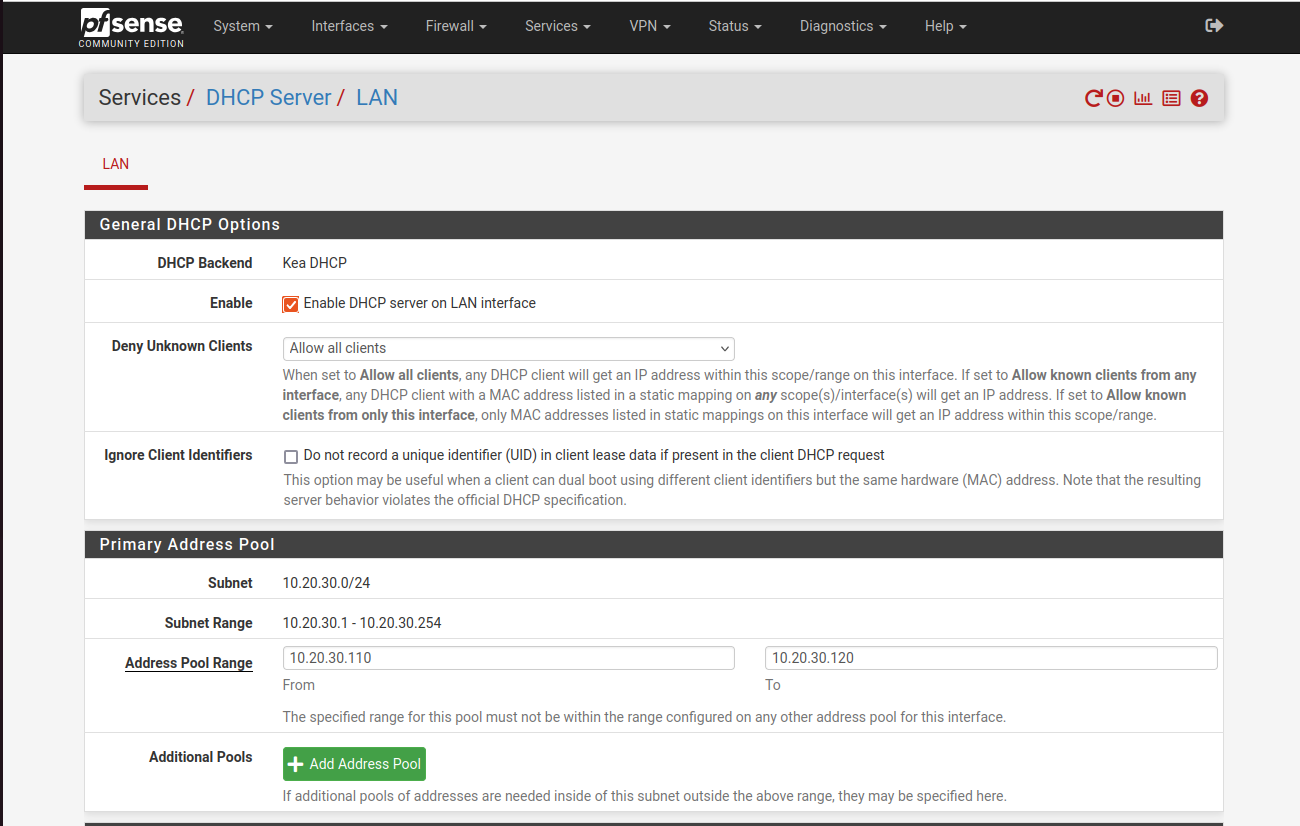 pfsense
COMMUNITY EDITION
System
Interfaces
Firewall
Services
VPN
Status
Diagnostics
Help
Services / DHCP Server / LAN
LAN
General DHCP Options
DHCP Backend
Kea DHCP
Enable
Enable DHCP server on LAN interface
Deny Unknown Clients
Allow all clients
When set to Allow all clients, any DHCP client will get an IP address within this scope/range on this interface. If set to Allow known clients from any
interface, any DHCP client with a MAC address listed in a static mapping on any scope(s)/interface(s) will get an IP address. If set to Allow known
clients from only this interface, only MAC addresses listed in static mappings on this interface will get an IP address within this scope/range.
Ignore Client Identifiers
Do not record a unique identifier (UID) in client lease data if present in the client DHCP request
This option may be useful when a client can dual boot using different client identifiers but the same hardware (MAC) address. Note that the resulting
server behavior violates the official DHCP specification.
Primary Address Pool
Subnet
10.20.30.0/24
Subnet Range
10.20.30.1 - 10.20.30.254
Address Pool Range
10.20.30.110
10.20.30.120
From
To
The specified range for this pool must not be within the range configured on any other address pool for this interface.
Additional Pools
Add Address Pool
If additional pools of addresses are needed inside of this subnet outside the above range, they may be specified here.